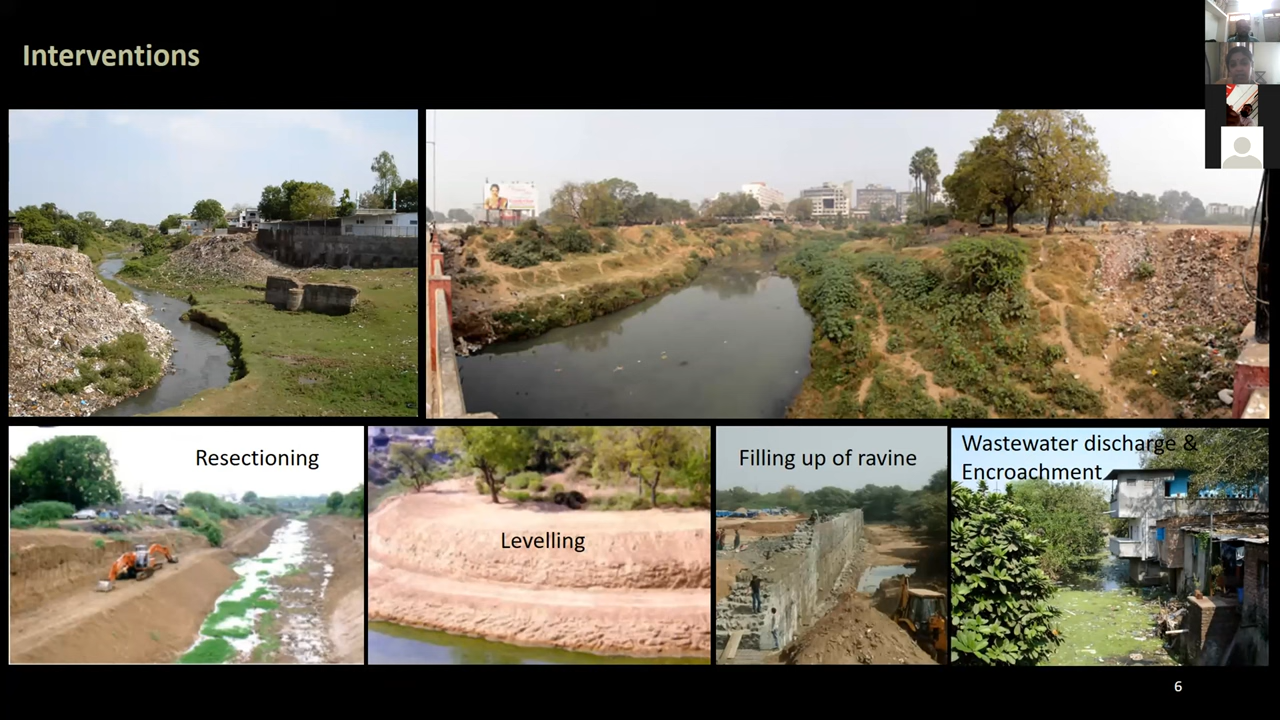 Interventions
Resectioning
Levelling
Filling up of ravine
Wastewater discharge &
Encroachment
6